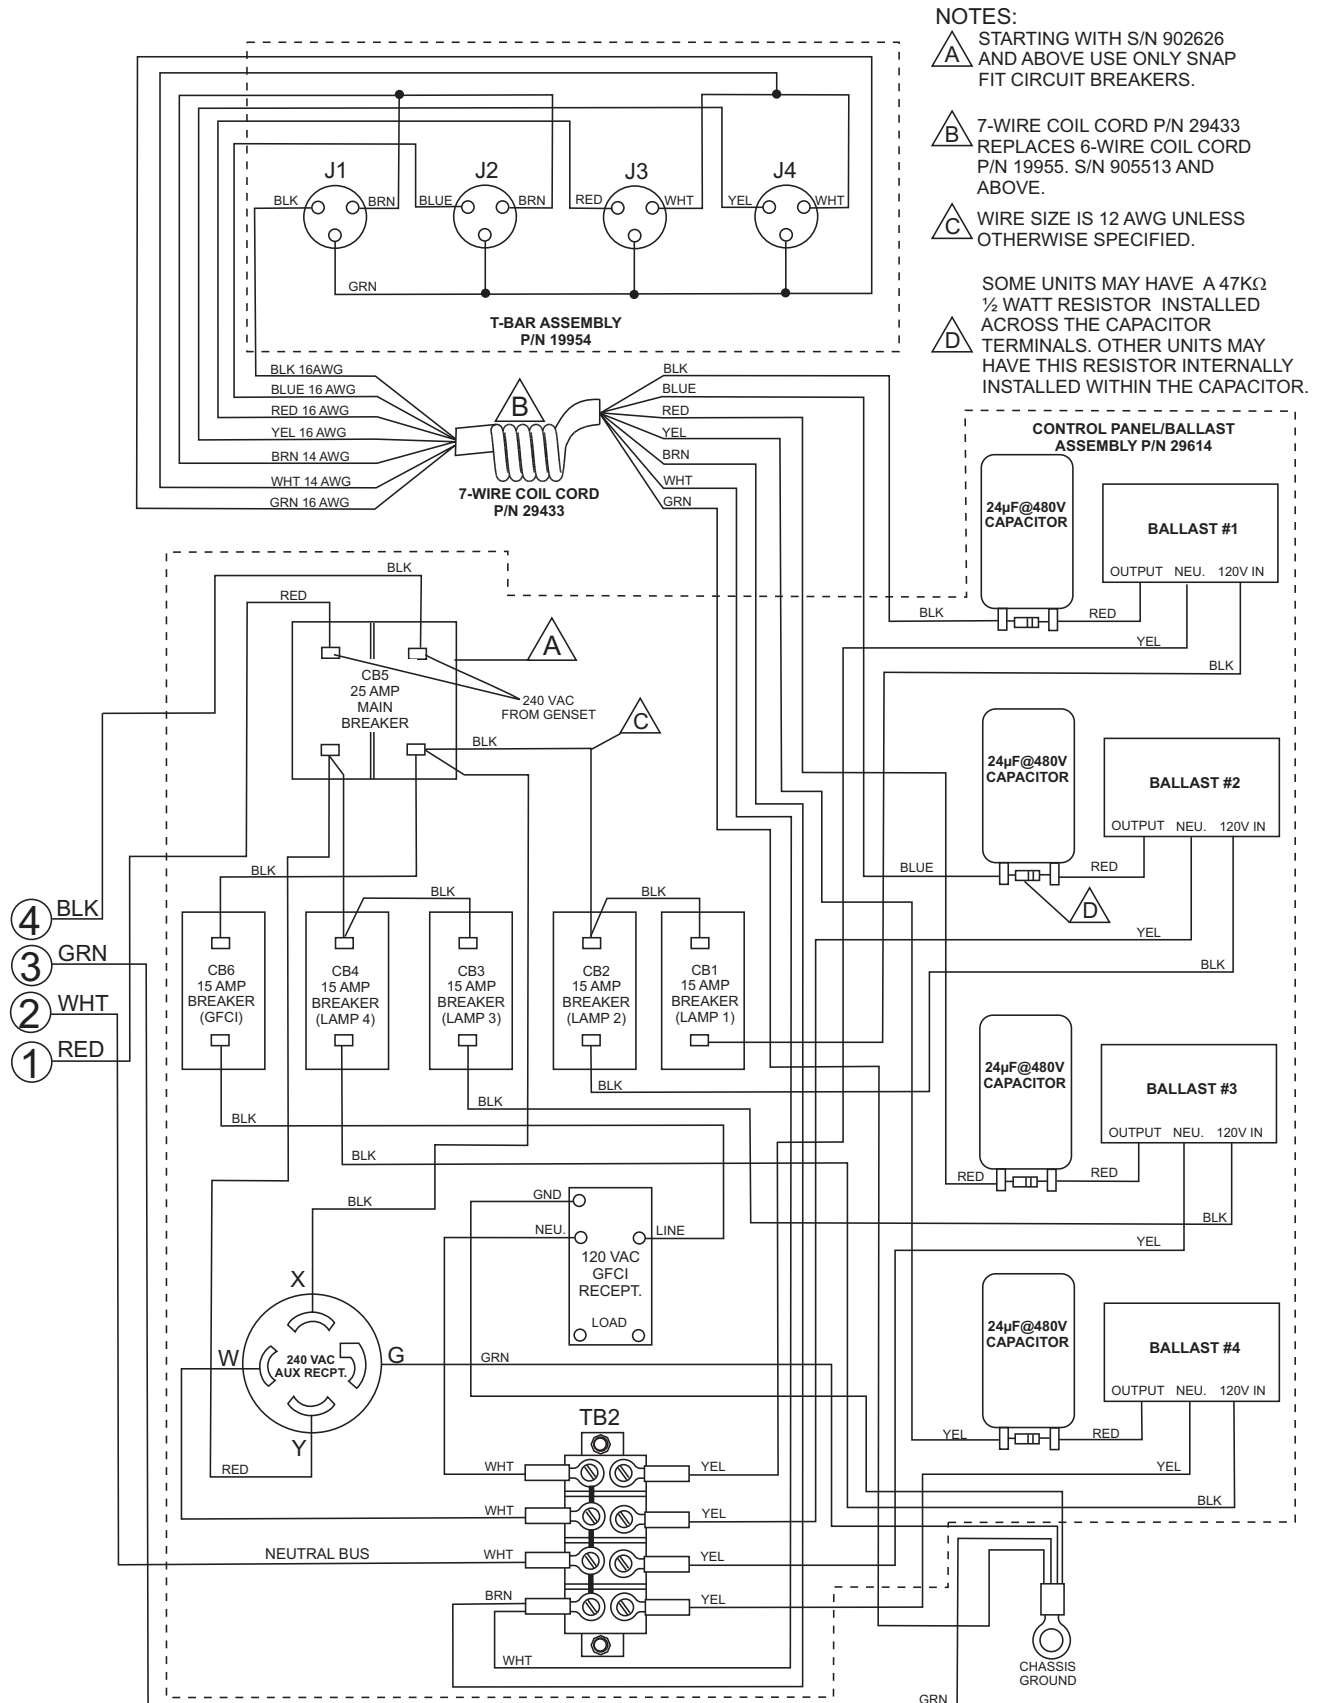 NOTES:
A
STARTING WITH S/N 902626
AND ABOVE USE ONLY SNAP
FIT CIRCUIT BREAKERS.
B
7-WIRE COIL CORD P/N 29433
REPLACES 6-WIRE COIL CORD
P/N 19955. S/N 905513 AND
ABOVE.
C
WIRE SIZE IS 12 AWG UNLESS
OTHERWISE SPECIFIED.
D
SOME UNITS MAY HAVE A 47KΩ
½ WATT RESISTOR INSTALLED
ACROSS THE CAPACITOR
TERMINALS. OTHER UNITS MAY
HAVE THIS RESISTOR INTERNALLY
INSTALLED WITHIN THE CAPACITOR.
J1
J2
J3
J4
BLK
BRN
BLUE
BRN
RED
WHT
YEL
WHT
GRN
T-BAR ASSEMBLY
P/N 19954
BLK 16AWG
BLUE 16 AWG
RED 16 AWG
YEL 16 AWG
BRN 14 AWG
WHT 14 AWG
GRN 16 AWG
B
7-WIRE COIL CORD
P/N 29433
BLK
BLUE
RED
YEL
BRN
WHT
GRN
CONTROL PANEL/BALLAST
ASSEMBLY P/N 29614
24µF@480V
CAPACITOR
BALLAST #1
OUTPUT NEU. 120V IN
BLK
RED
YEL
BLK
24µF@480V
CAPACITOR
BALLAST #2
OUTPUT NEU. 120V IN
BLUE
RED
D
YEL
BLK
24µF@480V
CAPACITOR
BALLAST #3
OUTPUT NEU. 120V IN
RED
RED
BLK
YEL
24µF@480V
CAPACITOR
BALLAST #4
OUTPUT NEU. 120V IN
YEL
RED
YEL
BLK
BLK
RED
A
CB5
25 AMP
MAIN
BREAKER
240 VAC
FROM GENSET
C
BLK
BLK
BLK
BLK
4
BLK
3
GRN
2
WHT
1
RED
CB6
15 AMP
BREAKER
(GFCI)
CB4
15 AMP
BREAKER
(LAMP 4)
CB3
15 AMP
BREAKER
(LAMP 3)
CB2
15 AMP
BREAKER
(LAMP 2)
CB1
15 AMP
BREAKER
(LAMP 1)
BLK
BLK
BLK
BLK
BLK
GND
NEU.
LINE
120 VAC
GFCI
RECEPT.
LOAD
X
W
G
Y
240 VAC
AUX RECPT.
GRN
RED
TB2
WHT
YEL
WHT
YEL
NEUTRAL BUS
WHT
YEL
BRN
YEL
WHT
CHASSIS
GROUND
GRN